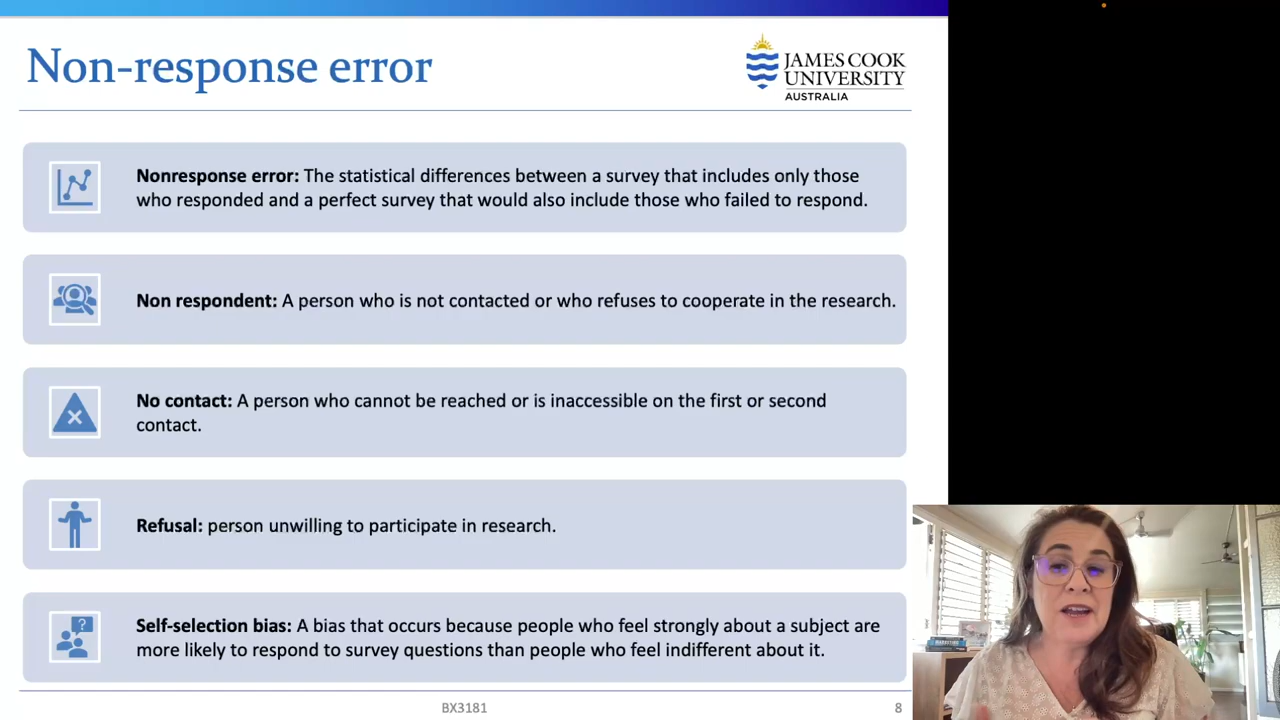 Non-response error
JAMES COOK
UNIVERSITY
AUSTRALIA
Nonresponse error: The statistical differences between a survey that includes only those
who responded and a perfect survey that would also include those who failed to respond.
Non respondent: A person who is not contacted or who refuses to cooperate in the research.
No contact: A person who cannot be reached or is inaccessible on the first or second
contact.
Refusal: person unwilling to participate in research.
Self-selection bias: A bias that occurs because people who feel strongly about a subject are
more likely to respond to survey questions than people who feel indifferent about it.
BX3181
8